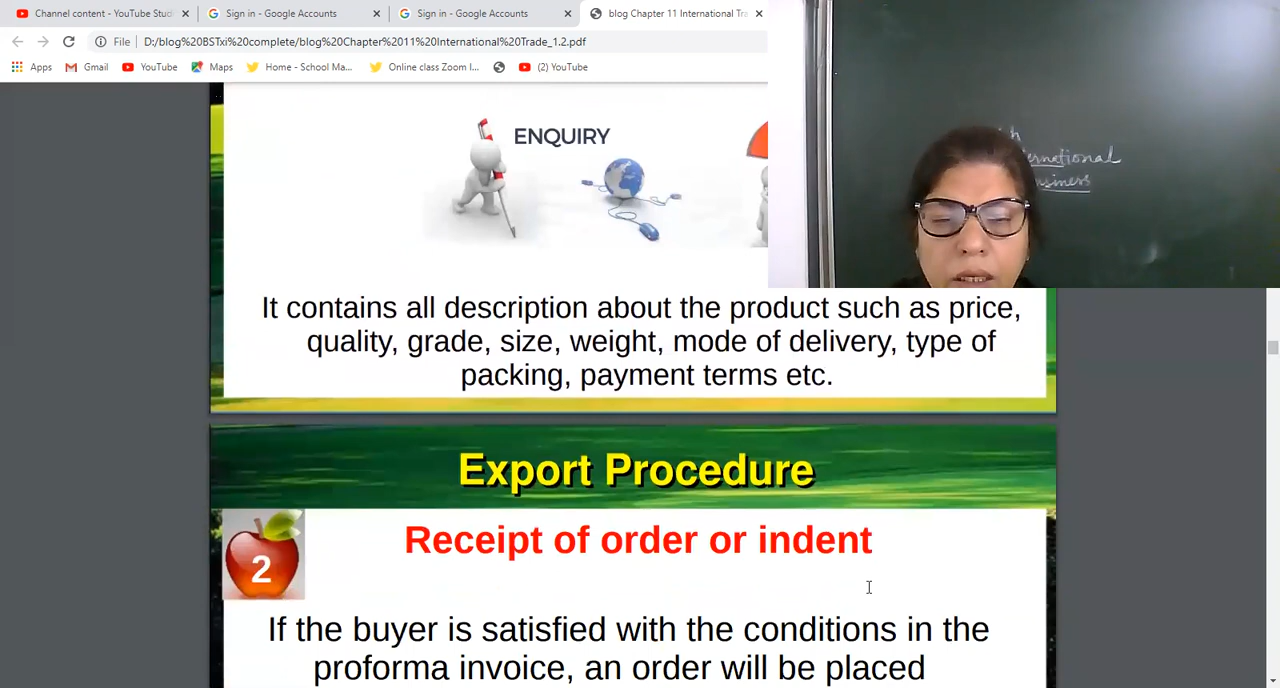 Channel content - YouTube Stud
Sign in - Google Accounts
Sign in - Google Accounts
blog Chapter 11 International Tra
File
D:/blog%20BSTxi%20complete/blog%20Chapter%2011%20International%20Trade_1.2.pdf
Apps
Gmail
YouTube
Maps
Home - School Ma...
Online class Zoom l...
(2) YouTube
ENQUIRY
It contains all description about the product such as price,
quality, grade, size, weight, mode of delivery, type of
packing, payment terms etc.
Export Procedure
2
Receipt of order or indent
If the buyer is satisfied with the conditions in the
proforma invoice, an order will be placed